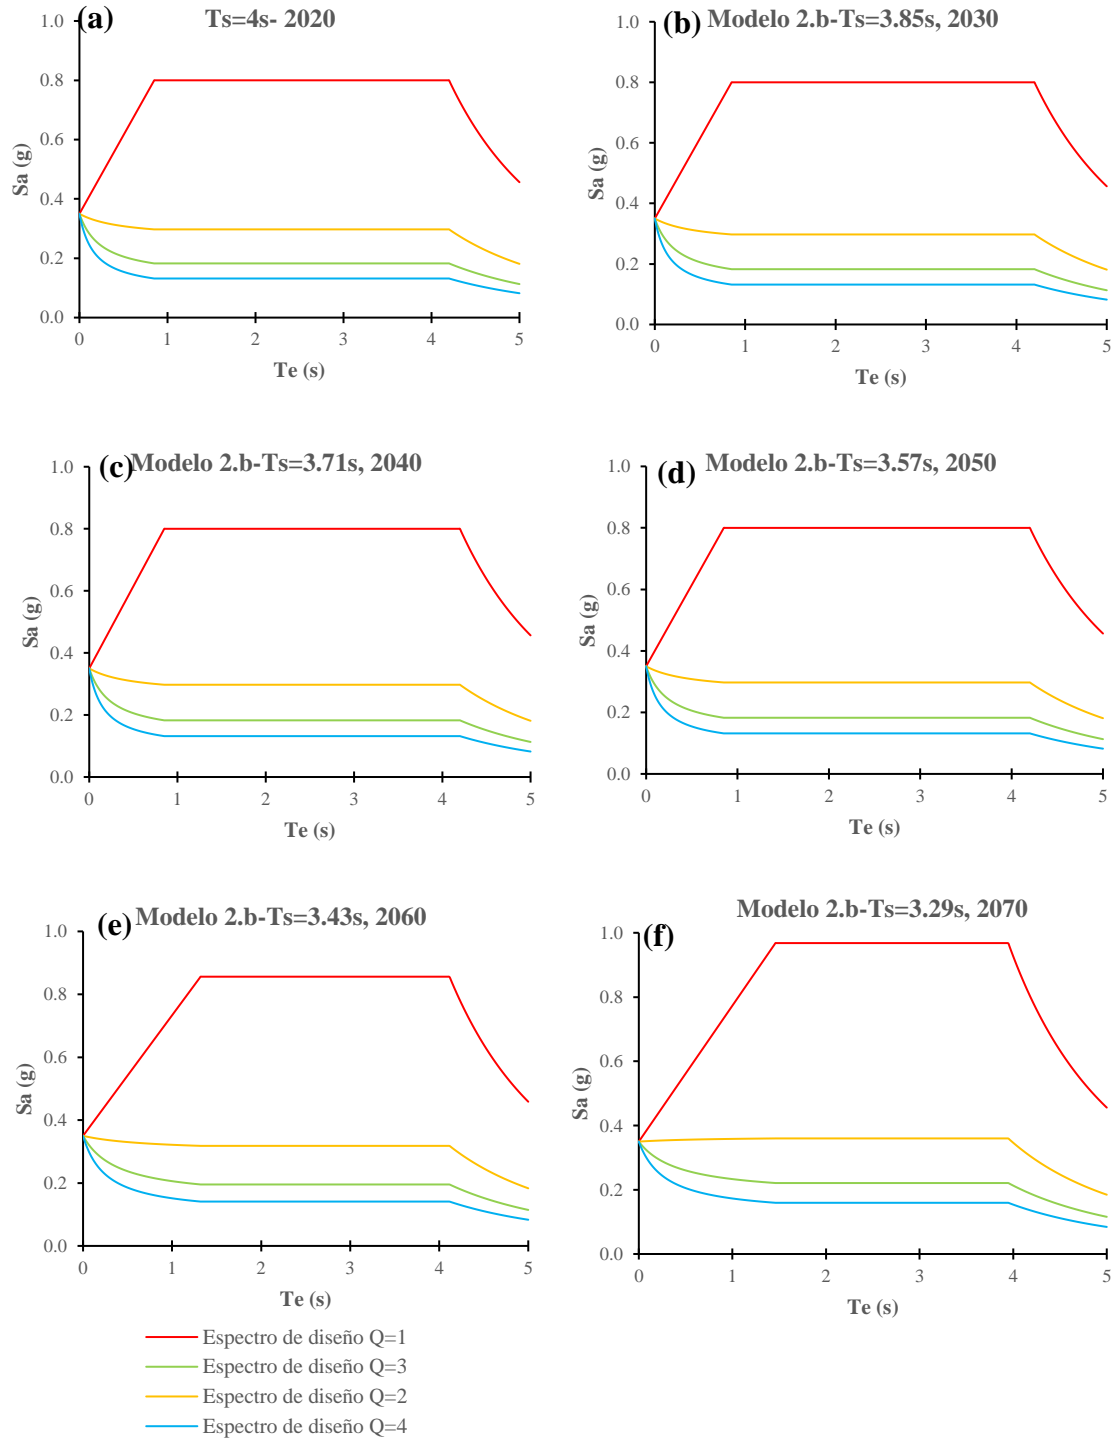 (a) Ts=4s- 2020
1.0
0.8
0.6
0.4
0.2
0.0
Sa (g)
0 1 2 3 4 5
Te (s)
(b) Modelo 2.b-Ts=3.85s, 2030
1.0
0.8
0.6
0.4
0.2
0.0
Sa (g)
0 1 2 3 4 5
Te (s)
(c) Modelo 2.b-Ts=3.71s, 2040
1.0
0.8
0.6
0.4
0.2
0.0
Sa (g)
0 1 2 3 4 5
Te (s)
(d) Modelo 2.b-Ts=3.57s, 2050
1.0
0.8
0.6
0.4
0.2
0.0
Sa (g)
0 1 2 3 4 5
Te (s)
(e) Modelo 2.b-Ts=3.43s, 2060
1.0
0.8
0.6
0.4
0.2
0.0
Sa (g)
0 1 2 3 4 5
Te (s)
(f) Modelo 2.b-Ts=3.29s, 2070
1.0
0.8
0.6
0.4
0.2
0.0
Sa (g)
0 1 2 3 4 5
Te (s)
Espectro de diseño Q=1
Espectro de diseño Q=3
Espectro de diseño Q=2
Espectro de diseño Q=4